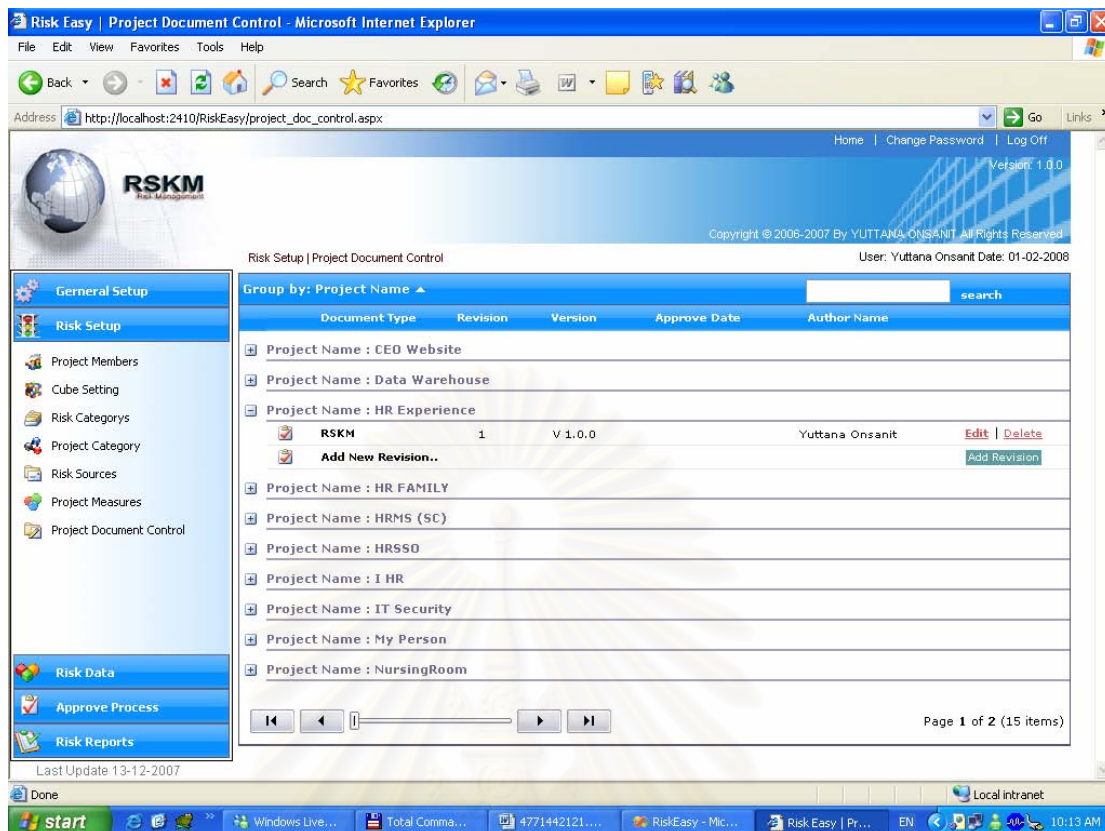 Risk Easy | Project Document Control - Microsoft Internet Explorer
File Edit View Favorites Tools Help
Back Search Favorites
Address http://localhost:2410/RiskEasy/project_doc_control.aspx Go Links
Home | Change Password | Log Off
Version: 1.0.0
RSKM
Risk Management
Copyright © 2006-2007 By YUTTANA ONSANIT All Rights Reserved
Risk Setup | Project Document Control
User: Yuttana Onsanit Date: 01-02-2008
Gerneral Setup
Risk Setup
Project Members
Cube Setting
Risk Categorys
Project Category
Risk Sources
Project Measures
Project Document Control
Risk Data
Approve Process
Risk Reports
Last Update 13-12-2007
Group by: Project Name
search
Document Type Revision Version Approve Date Author Name
Project Name : CEO Website
Project Name : Data Warehouse
Project Name : HR Experience
RSKM 1 V 1.0.0 Yuttana Onsanit Edit | Delete
Add New Revision.. Add Revision
Project Name : HR FAMILY
Project Name : HRMS (SC)
Project Name : HRSSO
Project Name : I HR
Project Name : IT Security
Project Name : My Person
Project Name : NursingRoom
Page 1 of 2 (15 items)
Done Local intranet
start Windows Live... Total Comma... 4771442121.... RiskEasy - Mic... Risk Easy | Pr... EN 10:13 AM